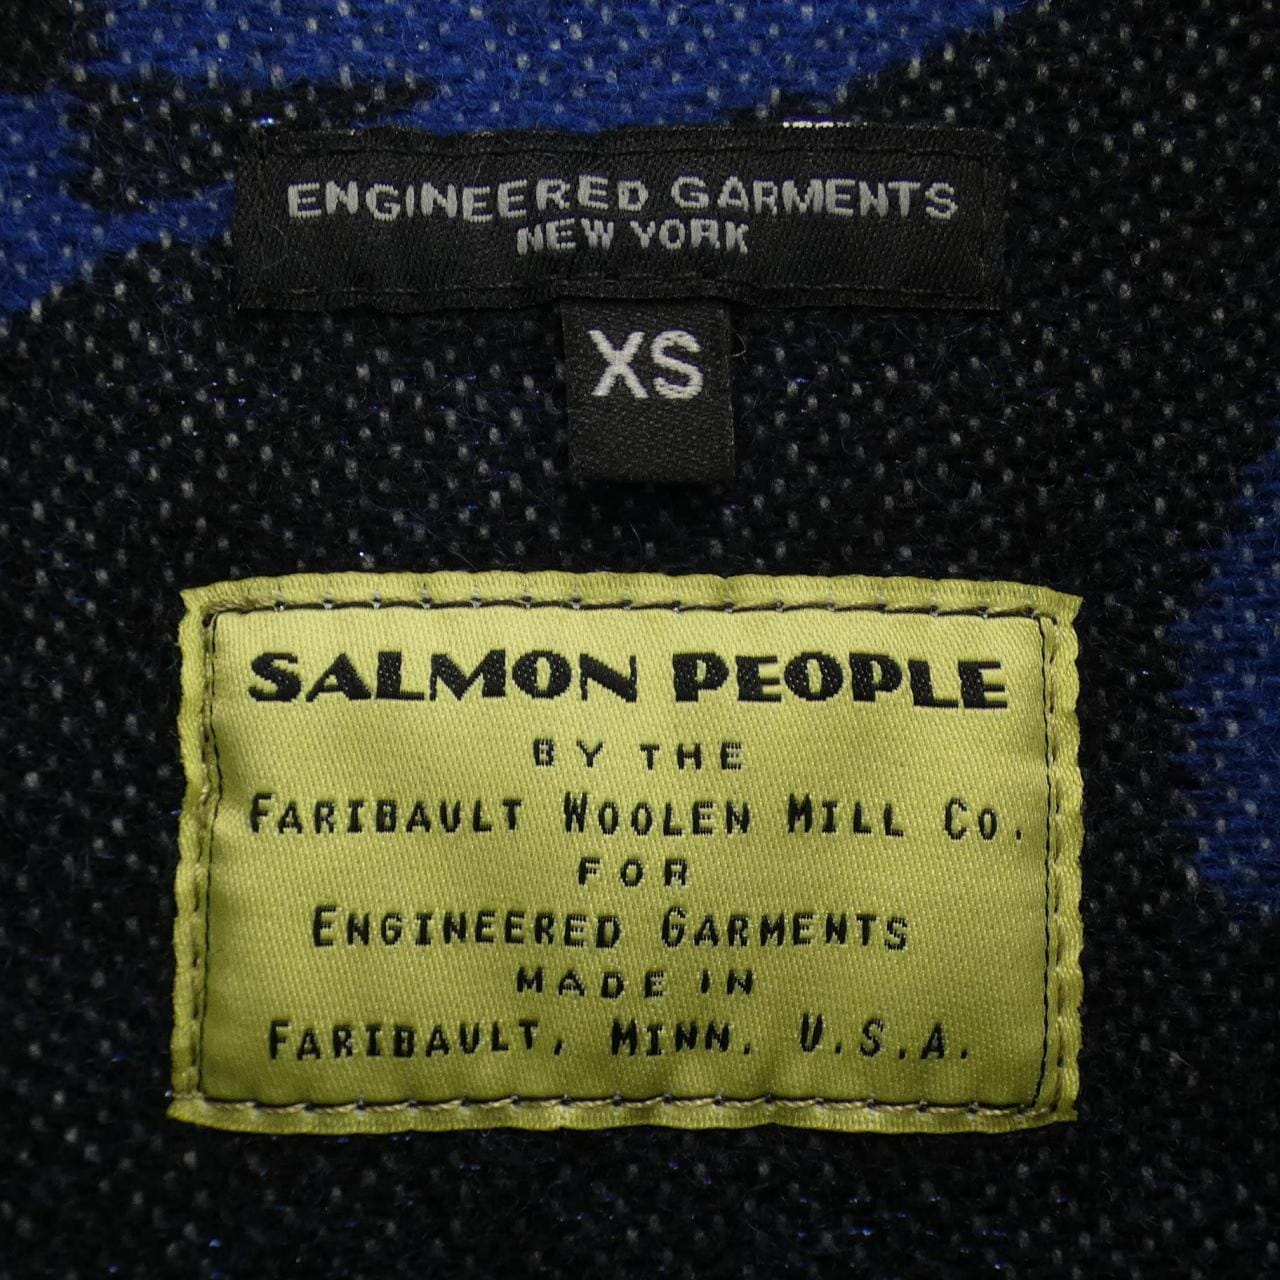 ENGINEERED GARMENTS
NEW YORK
XS
SALMON PEOPLE
BY THE
FARIBAULT WOOLEN MILL CO.
FOR
ENGINEERED GARMENTS
MADE IN
FARIBAULT, MINN. U.S.A.